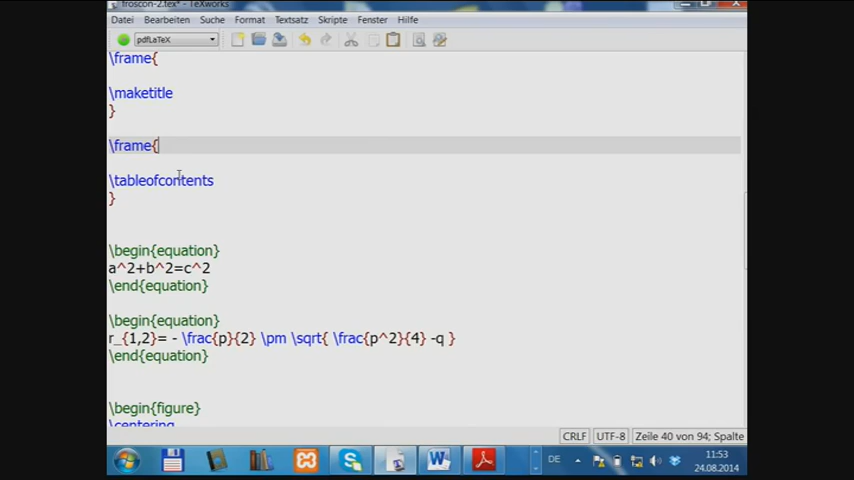 froscon-2.tex* - TeXworks
Datei Bearbeiten Suche Format Textsatz Skripte Fenster Hilfe
pdfLaTeX
\frame{
\maketitle
}
\frame{
\tableofcontents
}
\begin{equation}
a^2+b^2=c^2
\end{equation}
\begin{equation}
r_{1,2}= - \frac{p}{2} \pm \sqrt{ \frac{p^2}{4} -q }
\end{equation}
\begin{figure}
\centering
CRLF UTF-8 Zeile 40 von 94; Spalte
DE 11:53
24.08.2014